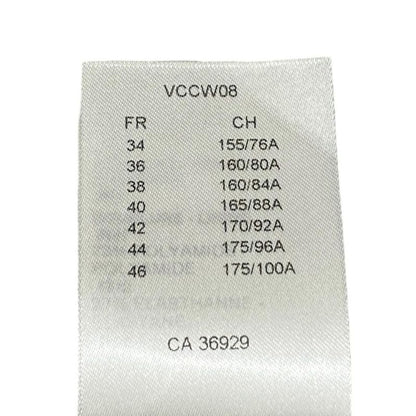 VCCW08
FR CH
34 155/76A
36 160/80A
38 160/84A
40 165/88A
42 170/92A
44 175/96A
46 175/100A
CA 36929